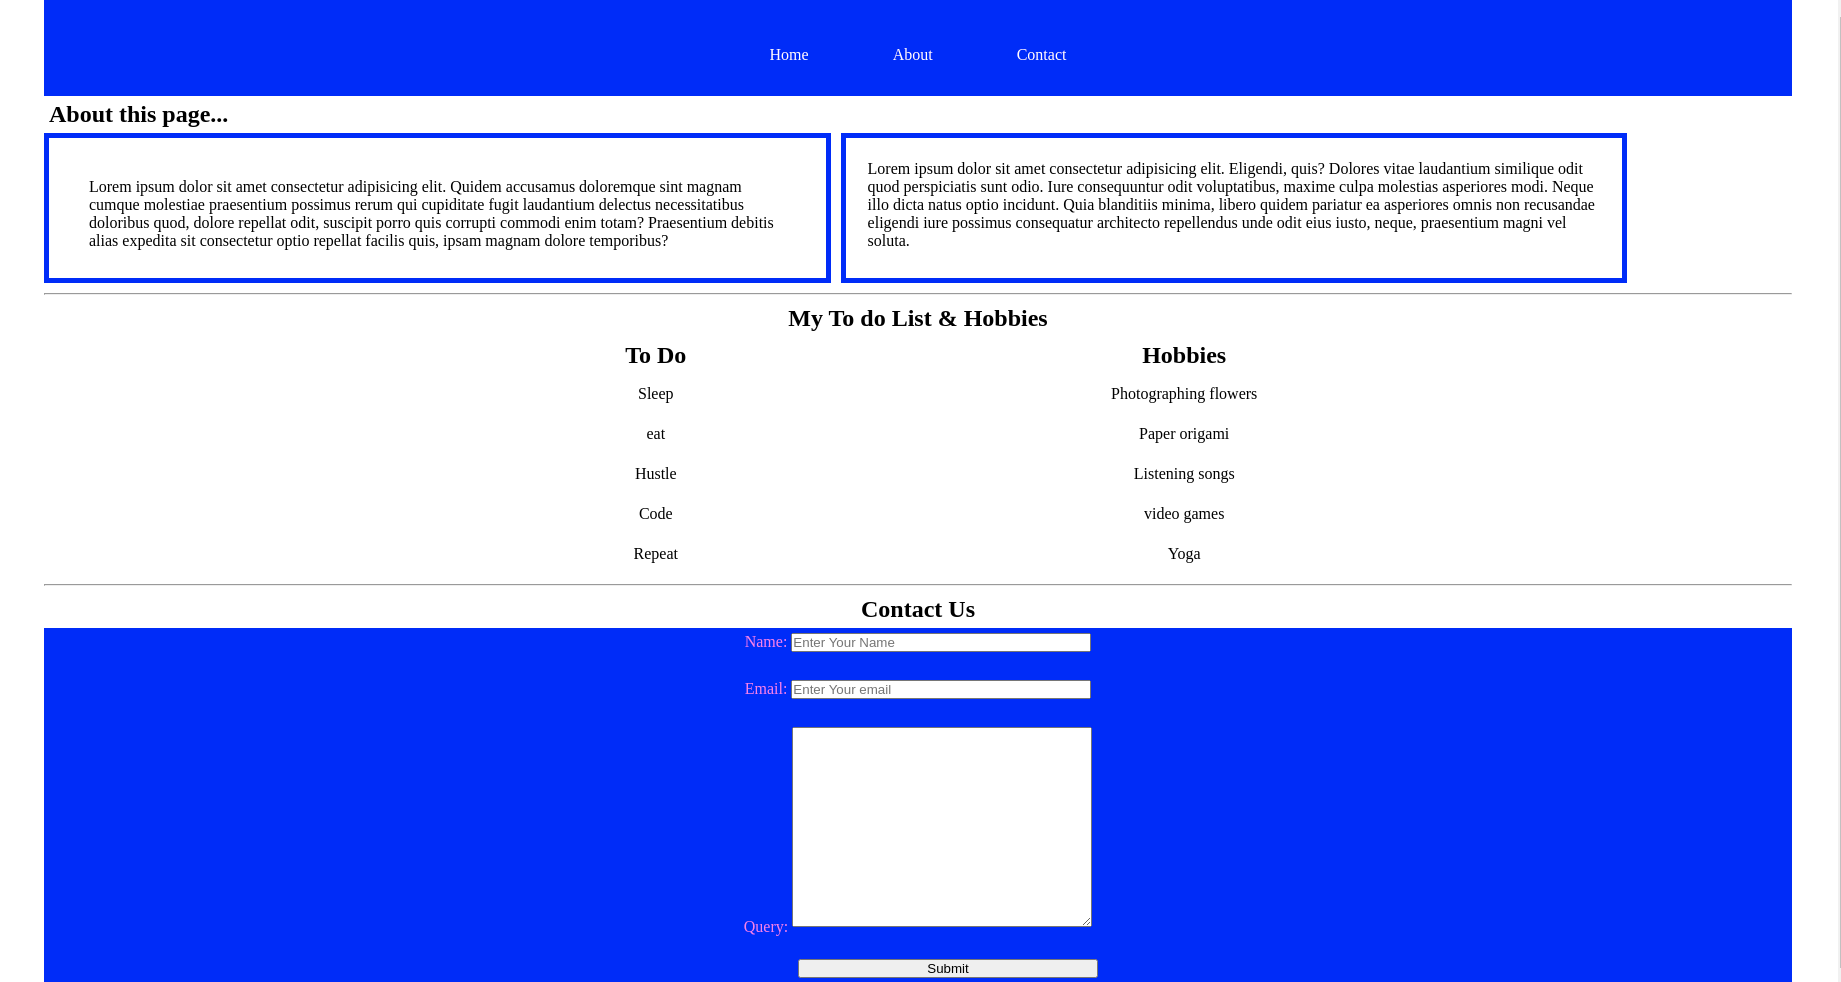 Home About Contact
About this page...
Lorem ipsum dolor sit amet consectetur adipisicing elit. Quidem accusamus doloremque sint magnam
cumque molestiae praesentium possimus rerum qui cupiditate fugit laudantium delectus necessitatibus
doloribus quod, dolore repellat odit, suscipit porro quis corrupti commodi enim totam? Praesentium debitis
alias expedita sit consectetur optio repellat facilis quis, ipsam magnam dolore temporibus?
Lorem ipsum dolor sit amet consectetur adipisicing elit. Eligendi, quis? Dolores vitae laudantium similique odit
quod perspiciatis sunt odio. Iure consequuntur odit voluptatibus, maxime culpa molestias asperiores modi. Neque
illo dicta natus optio incidunt. Quia blanditiis minima, libero quidem pariatur ea asperiores omnis non recusandae
eligendi iure possimus consequatur architecto repellendus unde odit eius iusto, neque, praesentium magni vel
soluta.
My To do List & Hobbies
To Do
Sleep
eat
Hustle
Code
Repeat
Hobbies
Photographing flowers
Paper origami
Listening songs
video games
Yoga
Contact Us
Name: Enter Your Name
Email: Enter Your email
Query:
Submit